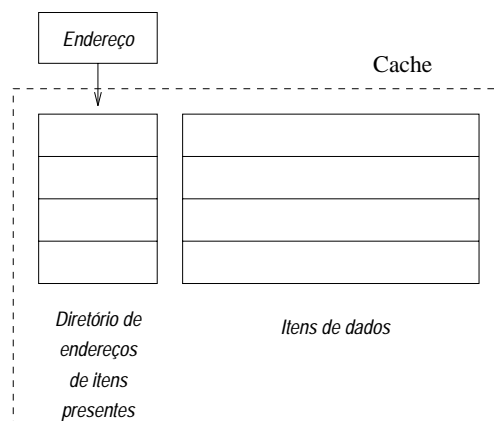 Endereço
Cache
Diretório de
endereços
de itens
presentes
Itens de dados